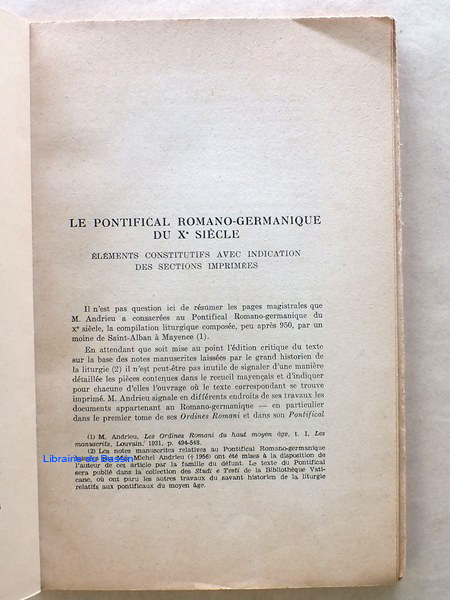 LE PONTIFICAL ROMANO-GERMANIQUE
DU Xe SIÈCLE
ÉLÉMENTS CONSTITUTIFS AVEC INDICATION
DES SECTIONS IMPRIMÉES
Il n'est pas question ici de résumer les pages magistrales que
M. Andrieu a consacrées au Pontifical Romano-germanique du
xe siècle, la compilation liturgique composée, peu après 950, par un
moine de Saint-Alban à Mayence (1).
En attendant que soit mise au point l'édition critique du texte
sur la base des notes manuscrites laissées par le grand historien de
la liturgie (2) il n'est peut-être pas inutile de signaler d'une manière
détaillée les pièces contenues dans le recueil mayençais et d'indiquer
pour chacune d'elles l'ouvrage où le texte correspondant se trouve
imprimé. M. Andrieu signale en différents endroits de ses travaux les
documents appartenant au Romano-germanique — en particulier
dans le premier tome de ses Ordines Romani et dans son Pontifical
(1) M. Andrieu, Les Ordines Romani du haut moyen âge, t. I, Les
manuscrits, Louvain, 1931, p. 494-548.
(2) Les notes manuscrites relatives au Pontifical Romano-germanique
laissées par Mgr Michel Andrieu († 1956) ont été mises à la disposition
de l'auteur de cet article par la famille du défunt. Le texte du Pontifical
sera publié dans la collection des Studi e Testi de la Bibliothèque Vati-
cane, où ont paru les autres travaux du savant historien de la liturgie
relatifs aux pontificaux du moyen âge.
Librairie du Bassin